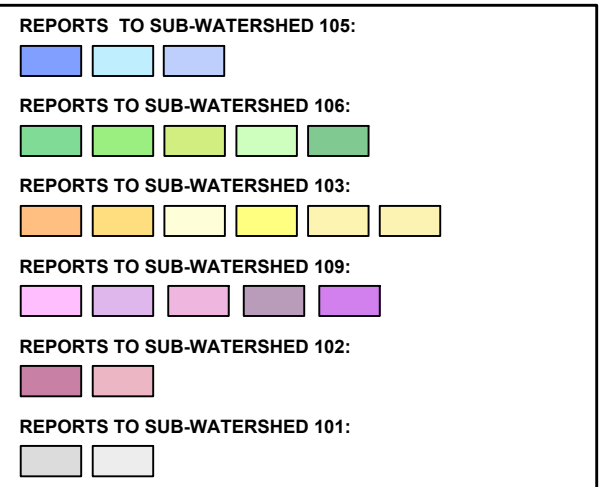 REPORTS TO SUB-WATERSHED 105:
REPORTS TO SUB-WATERSHED 106:
REPORTS TO SUB-WATERSHED 103:
REPORTS TO SUB-WATERSHED 109:
REPORTS TO SUB-WATERSHED 102:
REPORTS TO SUB-WATERSHED 101: